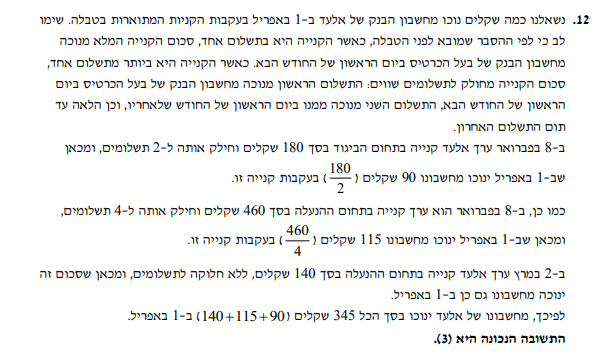 12. נשאלנו כמה שקלים נוכו מחשבון הבנק של אלעד ב-1 באפריל בעקבות הקניות המתוארות בטבלה. שימו
לב כי לפי ההסבר שמובא לפני הטבלה, כאשר הקנייה היא בתשלום אחד, סכום הקנייה המלא מנוכה
מחשבון הבנק של בעל הכרטיס ביום הראשון של החודש הבא. כאשר הקנייה היא ביותר מתשלום אחד,
סכום הקנייה מחולק לתשלומים שווים: התשלום הראשון מנוכה מחשבון הבנק של בעל הכרטיס ביום
הראשון של החודש הבא, התשלום השני מנוכה ממנו ביום הראשון של החודש שלאחריו, וכן הלאה עד
תום התשלום האחרון.
ב-8 בפברואר ערך אלעד קנייה בתחום הביגוד בסך 180 שקלים וחילק אותה ל-2 תשלומים, ומכאן
שב-1 באפריל ינוכו מחשבונו 90 שקלים (180/2) בעקבות קנייה זו.
כמו כן, ב-8 בפברואר הוא ערך קנייה בתחום ההנעלה בסך 460 שקלים וחילק אותה ל-4 תשלומים,
ומכאן שב-1 באפריל ינוכו מחשבונו 115 שקלים (460/4) בעקבות קנייה זו.
ב-2 במרץ ערך אלעד קנייה בתחום ההנעלה בסך 140 שקלים, ללא חלוקה לתשלומים, ומכאן שסכום זה
ינוכה מחשבונו גם כן ב-1 באפריל.
לפיכך, מחשבונו של אלעד ינוכו בסך הכל 345 שקלים (90+115+140) ב-1 באפריל.
התשובה הנכונה היא (3).